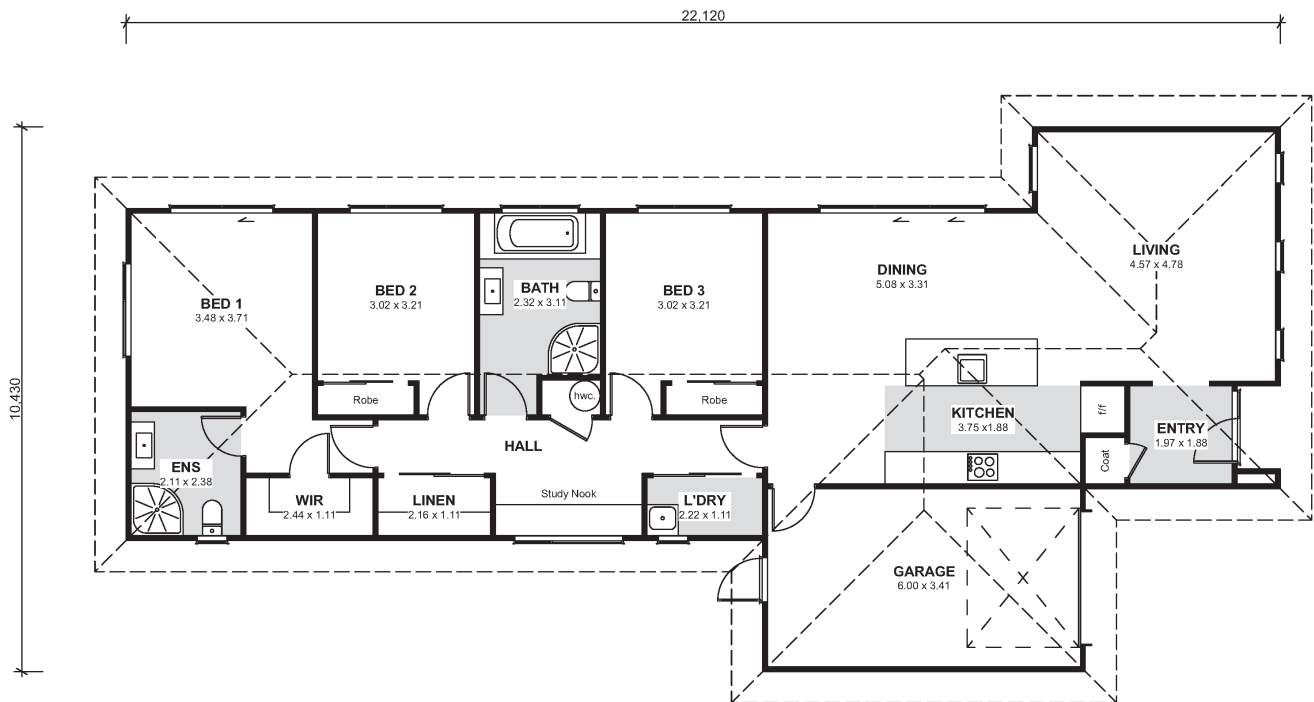 22,120
10,430
LIVING
4.57 x 4.78
DINING
5.08 x 3.31
BED 1
3.48 x 3.71
BED 2
3.02 x 3.21
BATH
2.32 x 3.11
BED 3
3.02 x 3.21
Robe
hwc.
Robe
KITCHEN
3.75 x1.88
f/f
ENTRY
1.97 x 1.88
HALL
Coat
ENS
2.11 x 2.38
WIR
2.44 x 1.11
LINEN
2.16 x 1.11
Study Nook
L'DRY
2.22 x 1.11
GARAGE
6.00 x 3.41